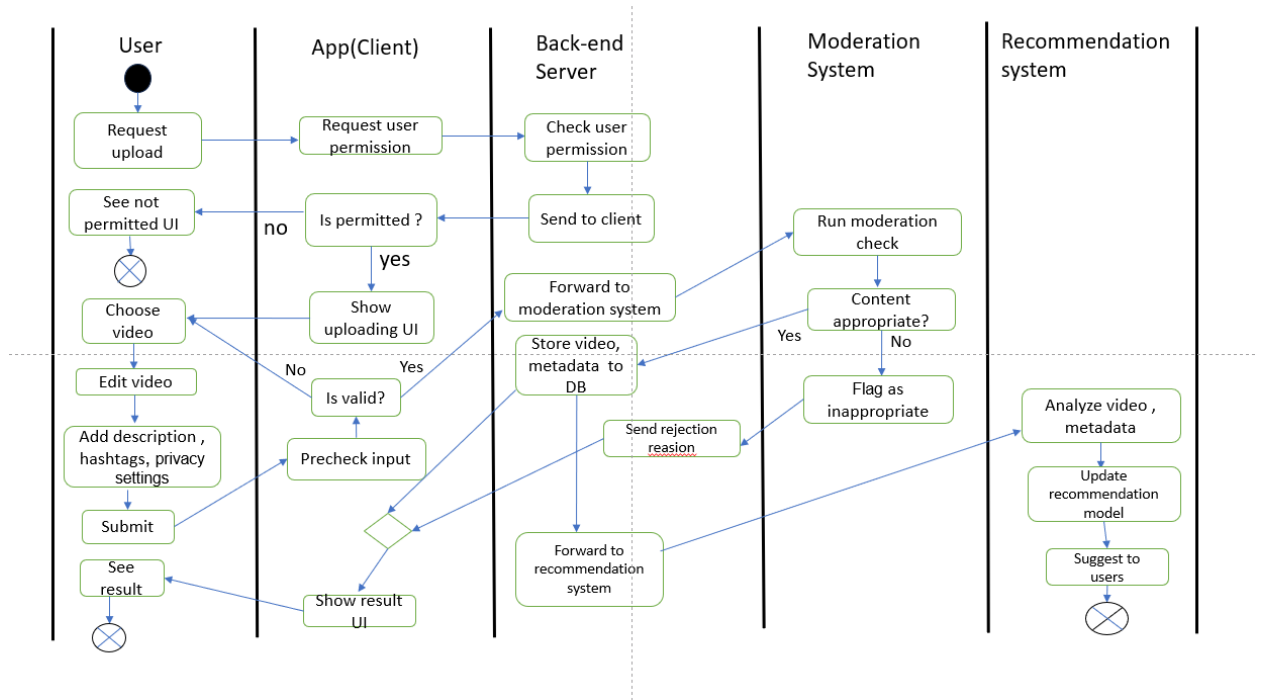 User
App(Client)
Back-end
Server
Moderation
System
Recommendation
system
Request
upload
Request user
permission
Check user
permission
See not
permitted UI
no
Is permitted ?
yes
Send to client
Run moderation
check
Choose
video
Show
uploading UI
Forward to
moderation system
Content
appropriate?
Yes
No
Edit video
No
Yes
Is valid?
Store video,
metadata to
DB
Flag as
inappropriate
Analyze video ,
metadata
Add description ,
hashtags, privacy
settings
Precheck input
Send rejection
reasion
Update
recommendation
model
Submit
Forward to
recommendation
system
Suggest to
users
See
result
Show result
UI